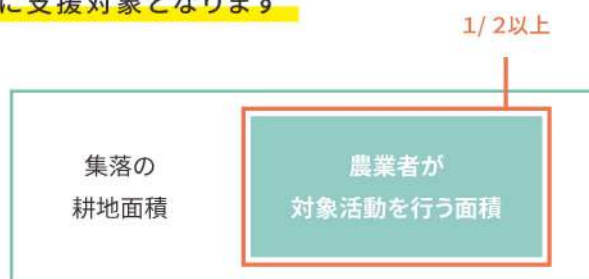 に支援対象となります
1/2以上
集落の
耕地面積
農業者が
対象活動を行う面積